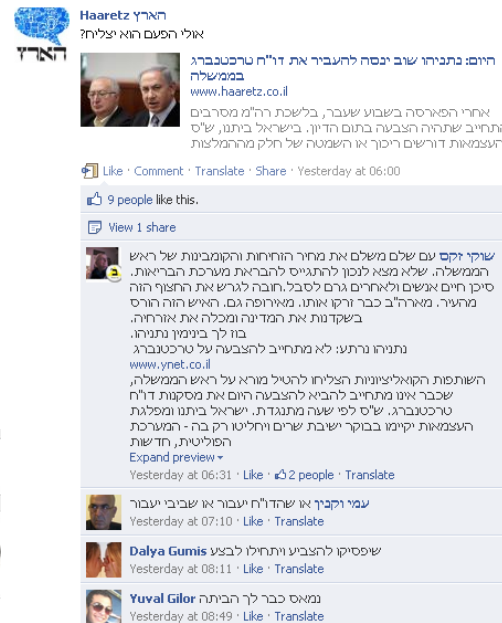 Haaretz הארץ
אולי הפעם הוא יצליח?
הארץ
היום: נתניהו שוב ינסה להעביר את דו"ח טרכטנברג
בממשלה
www.haaretz.co.il
אחרי הפארסה בשבוע שעבר, בלשכת רה"מ מסרבים
התחייב שתהיה הצבעה בתום הדיון. בישראל ביתנו, ש"ס
העצמאות דורשים ריכוך או השמטה של חלק מההמלצות
Like · Comment · Translate · Share · Yesterday at 06:00
9 people like this.
View 1 share
שוקי זקס עם שלם משלם את מחיר הזחיחות והקומבינות של ראש
הממשלה. שלא מצא לנכון להתגייס להבראת מערכת הבריאות.
סיכן חיים אנשים ולאחרים גרם לסבל.חובה לגרש את החצוף הזה
מהעיר. מארה"ב כבר זרקו אותו. מאירופה גם. האיש הזה הורס
בשקדנות את המדינה ומכלה את אזרחיה.
בוז לך בינימין נתניהו.
נתניהו נרתע: לא מתחייב להצבעה על טרכטנברג
www.ynet.co.il
השותפות הקואליציוניות הצליחו להטיל מורא על ראש הממשלה,
שכבר אינו מתחייב להביא להצבעה היום את מסקנות דו"ח
טרכטנברג. ש"ס לפי שעה מתנגדת. ישראל ביתנו ומפלגת
העצמאות יקיימו בבוקר ישיבת שרים ויחליטו רק בה - המערכת
הפוליטית, חדשות
Expand preview
Yesterday at 06:31 · Like · 2 people · Translate
עמי וקנין או שהדו"ח יעבור או שביבי יעבור
Yesterday at 07:10 · Like · Translate
Dalya Gumis שיפסיקו להצביע ויתחילו לבצע
Yesterday at 08:11 · Like · Translate
Yuval Gilor נמאס כבר לך הביתה
Yesterday at 08:49 · Like · Translate